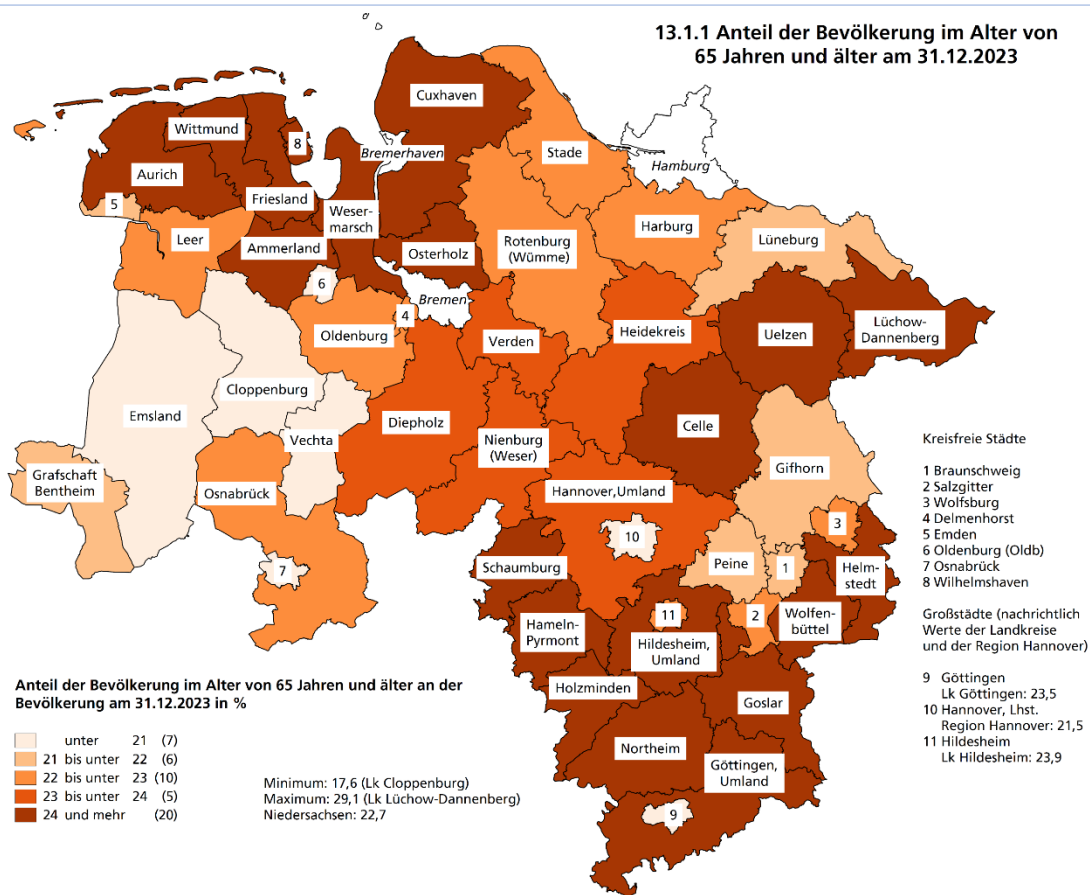 13.1.1 Anteil der Bevölkerung im Alter von
65 Jahren und älter am 31.12.2023
Cuxhaven
Wittmund
8
Bremerhaven
Stade
Hamburg
Aurich
5
Friesland
Weser-
marsch
Leer
Ammerland
Osterholz
Rotenburg
(Wümme)
Harburg
Lüneburg
6
Bremen
4
Oldenburg
Verden
Heidekreis
Uelzen
Lüchow-
Dannenberg
Cloppenburg
Emsland
Diepholz
Celle
Vechta
Nienburg
(Weser)
Gifhorn
Grafschaft
Bentheim
Osnabrück
Hannover,Umland
3
10
7
Schaumburg
Peine
1
Helm-
stedt
11
2
Hameln-
Pyrmont
Hildesheim,
Umland
Wolfen-
büttel
Holzminden
Goslar
Northeim
Göttingen,
Umland
9
Kreisfreie Städte
1 Braunschweig
2 Salzgitter
3 Wolfsburg
4 Delmenhorst
5 Emden
6 Oldenburg (Oldb)
7 Osnabrück
8 Wilhelmshaven
Großstädte (nachrichtlich
Werte der Landkreise
und der Region Hannover)
9 Göttingen
Lk Göttingen: 23,5
10 Hannover, Lhst.
Region Hannover: 21,5
11 Hildesheim
Lk Hildesheim: 23,9
Anteil der Bevölkerung im Alter von 65 Jahren und älter an der
Bevölkerung am 31.12.2023 in %
unter 21 (7)
21 bis unter 22 (6)
22 bis unter 23 (10)
23 bis unter 24 (5)
24 und mehr (20)
Minimum: 17,6 (Lk Cloppenburg)
Maximum: 29,1 (Lk Lüchow-Dannenberg)
Niedersachsen: 22,7